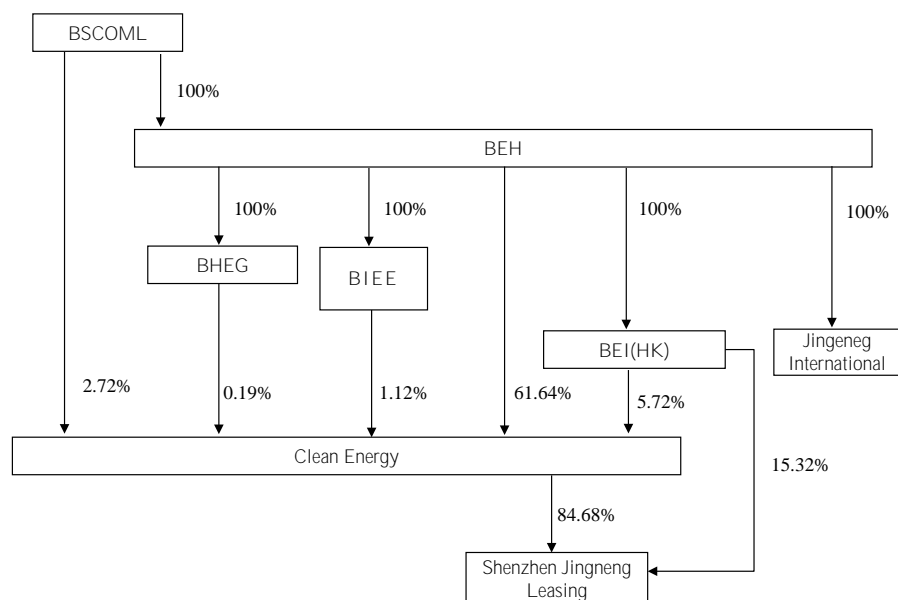 BSCOML
100%
BEH
100%
100%
100%
100%
BHEG
BIEE
BEI(HK)
Jingeneg
International
2.72%
0.19%
1.12%
61.64%
5.72%
Clean Energy
15.32%
84.68%
Shenzhen Jingneng
Leasing